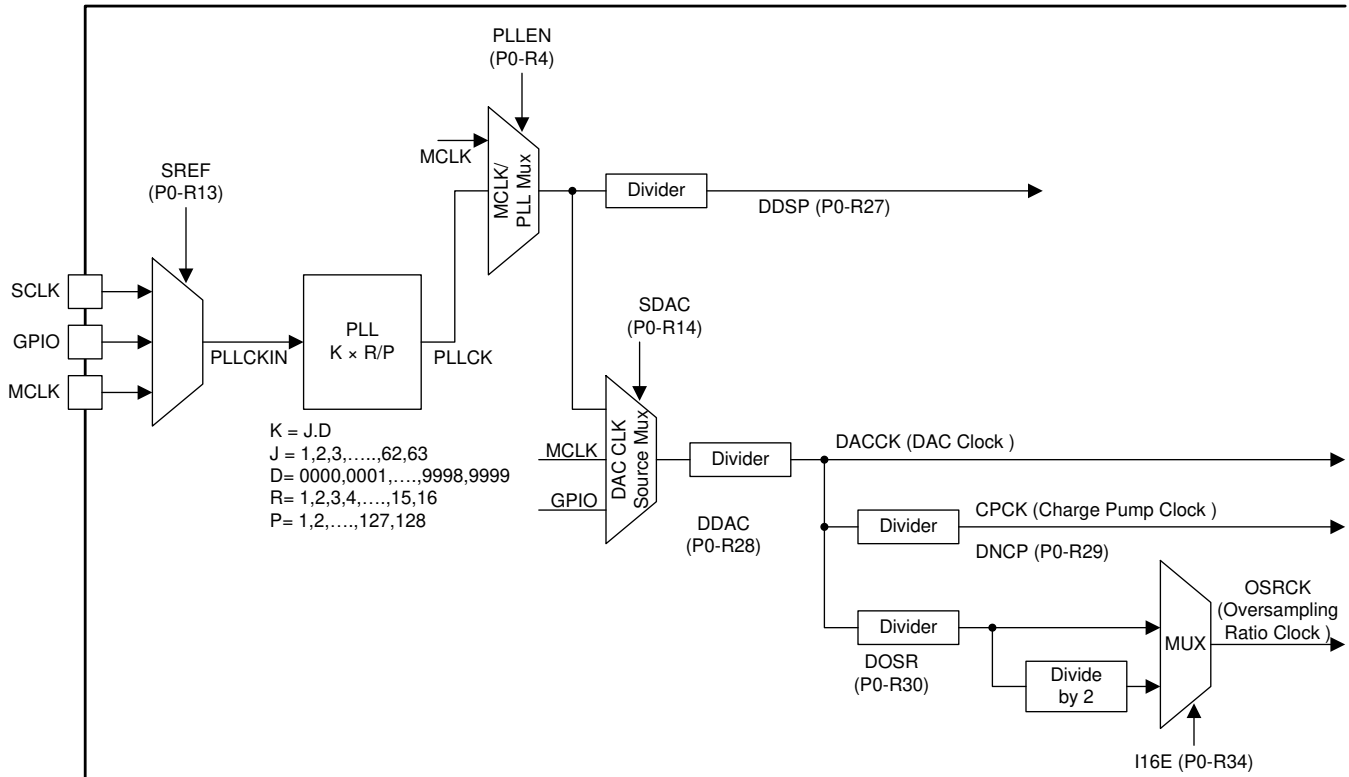 PLLEN
(P0-R4)
MCLK
MCLK/
PLL Mux
SREF
(P0-R13)
Divider
DDSP (P0-R27)
SCLK
GPIO
MCLK
PLLCKIN
PLL
K × R/P
PLLCK
SDAC
(P0-R14)
K = J.D
J = 1,2,3,…..,62,63
D= 0000,0001,….,9998,9999
R= 1,2,3,4,….,15,16
P= 1,2,….,127,128
MCLK
GPIO
DAC CLK
Source Mux
Divider
DDAC
(P0-R28)
DACCK (DAC Clock )
CPCK (Charge Pump Clock )
Divider
DNCP (P0-R29)
Divider
DOSR
(P0-R30)
Divide
by 2
MUX
OSRCK
(Oversampling
Ratio Clock )
I16E (P0-R34)